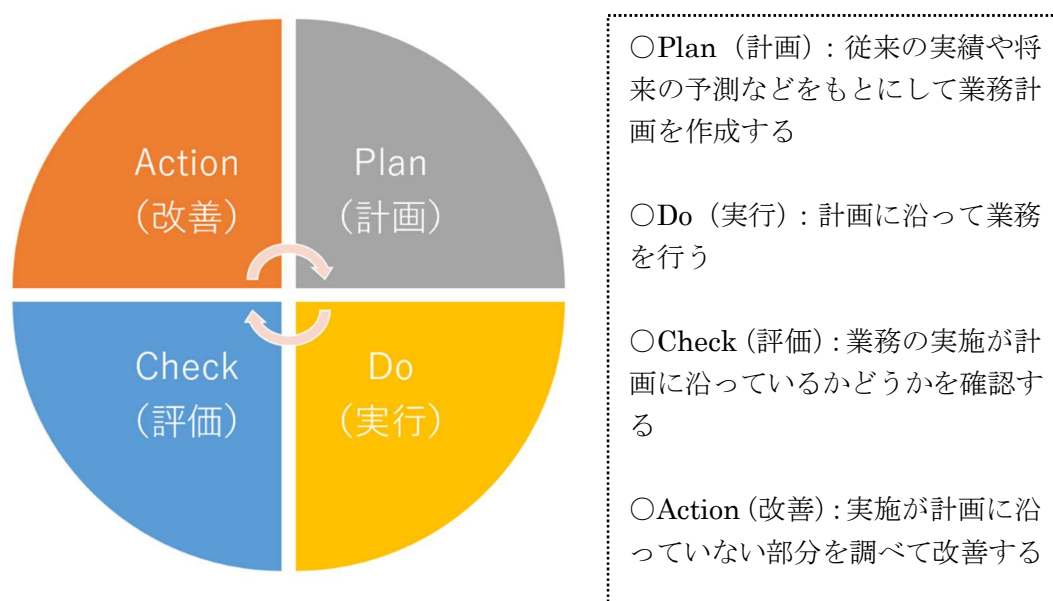 Action
(改善)
Plan
(計画)
Check
(評価)
Do
(実行)
○Plan（計画）: 従来の実績や将
来の予測などをもとにして業務計
画を作成する
○Do（実行）: 計画に沿って業務
を行う
○Check（評価）: 業務の実施が計
画に沿っているかどうかを確認す
る
○Action（改善）: 実施が計画に沿
っていない部分を調べて改善する